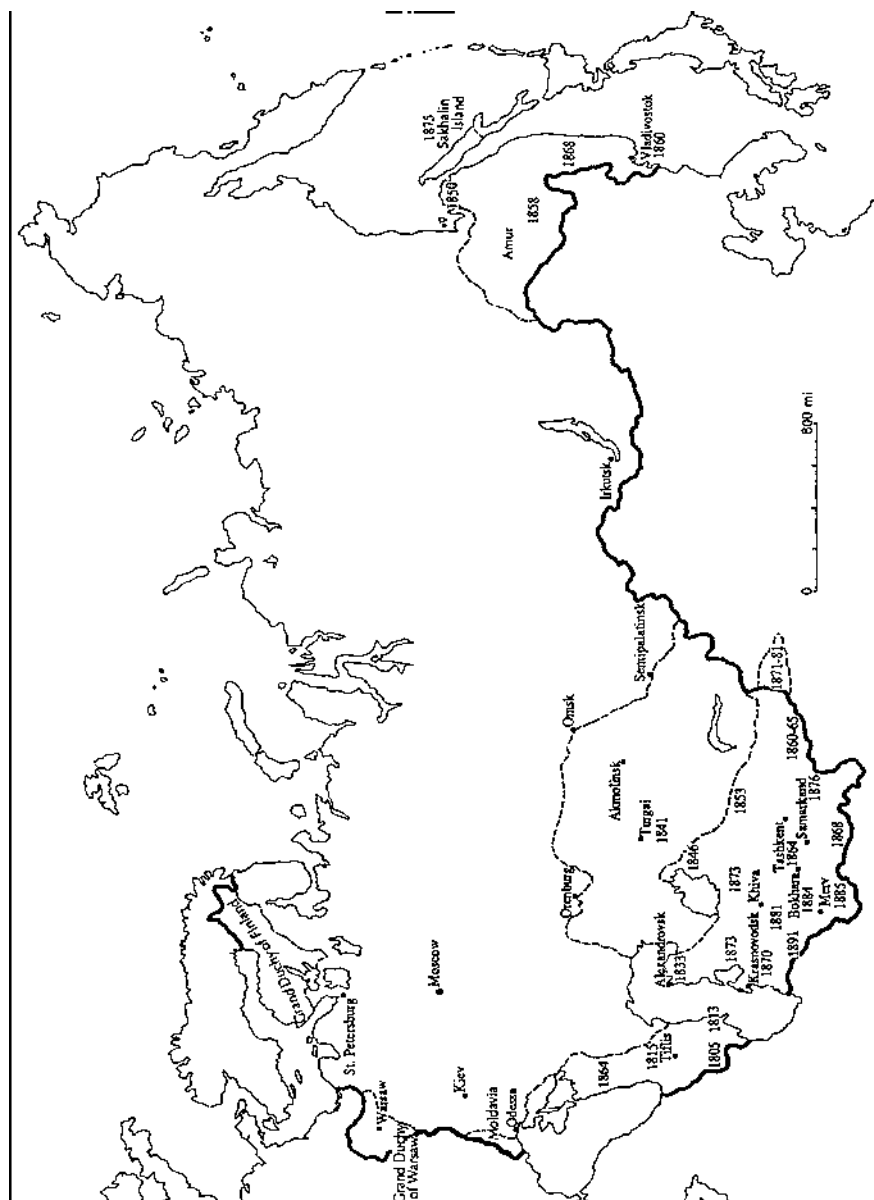 1875
Sakhalin
Island
1850
Amur
1858
1868
Vladivostok
1860
Irkutsk
0
600 mi
Semipalatinsk
Omsk
Akmolinsk
Turgai
1841
1871-81
1860-65
1853
1846
Orenburg
Alexandrovsk
1833
1873
Krasnovodsk
1870
1873
Khiva
1881
1891
Bokhara
1884
Merv
1885
Tashkent
1864
Samarkand
1876
1868
Grand Duchy of Finland
St. Petersburg
Moscow
Warsaw
Grand Duchy
of Warsaw
Kiev
Moldavia
Odessa
1864
1815
Tiflis
1813
1805